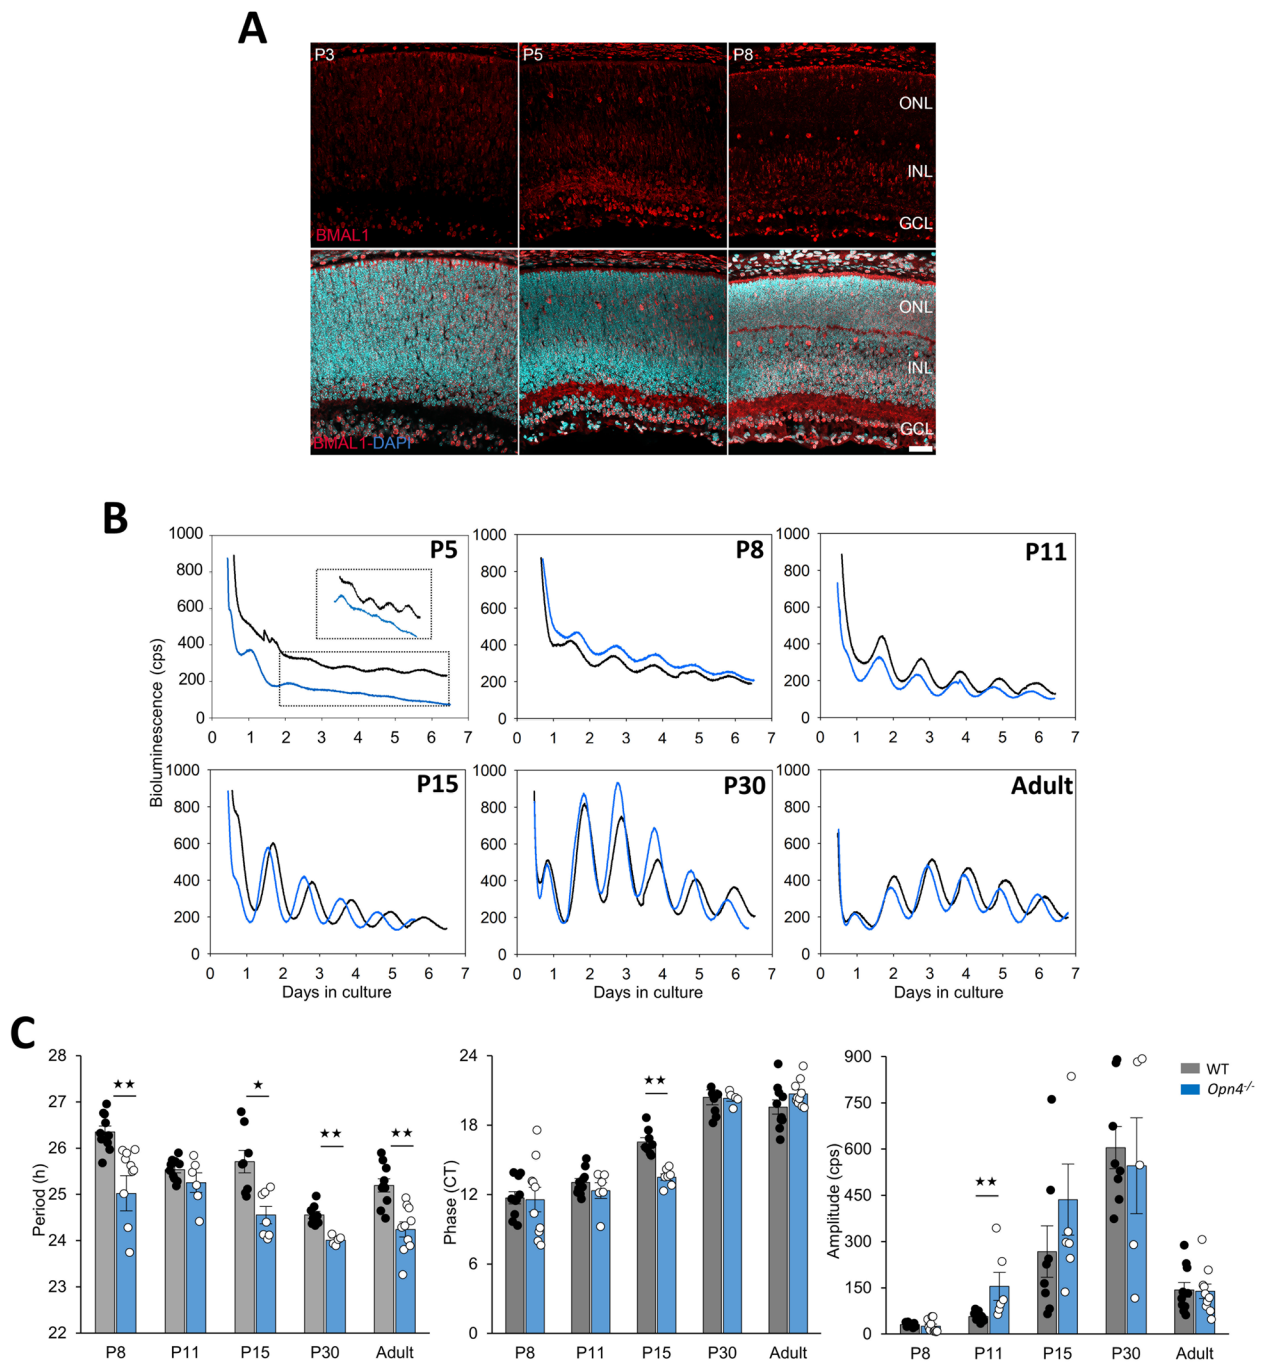 A
P3
P5
P8
ONL
INL
GCL
BMAL1
ONL
INL
GCL
BMAL1-DAPI
B
Bioluminescence (cps)
1000
800
600
400
200
0
P5
0 1 2 3 4 5 6 7
1000
800
600
400
200
0
P8
0 1 2 3 4 5 6 7
1000
800
600
400
200
0
P11
0 1 2 3 4 5 6 7
1000
800
600
400
200
0
P15
0 1 2 3 4 5 6 7
Days in culture
1000
800
600
400
200
0
P30
0 1 2 3 4 5 6 7
Days in culture
1000
800
600
400
200
0
Adult
0 1 2 3 4 5 6 7
Days in culture
C
Period (h)
28
27
26
25
24
23
22
★★
★
★★
★★
P8 P11 P15 P30 Adult
Phase (CT)
24
18
12
6
0
★★
P8 P11 P15 P30 Adult
Amplitude (cps)
900
750
600
450
300
150
0
★★
P8 P11 P15 P30 Adult
WT
Opn4-/-